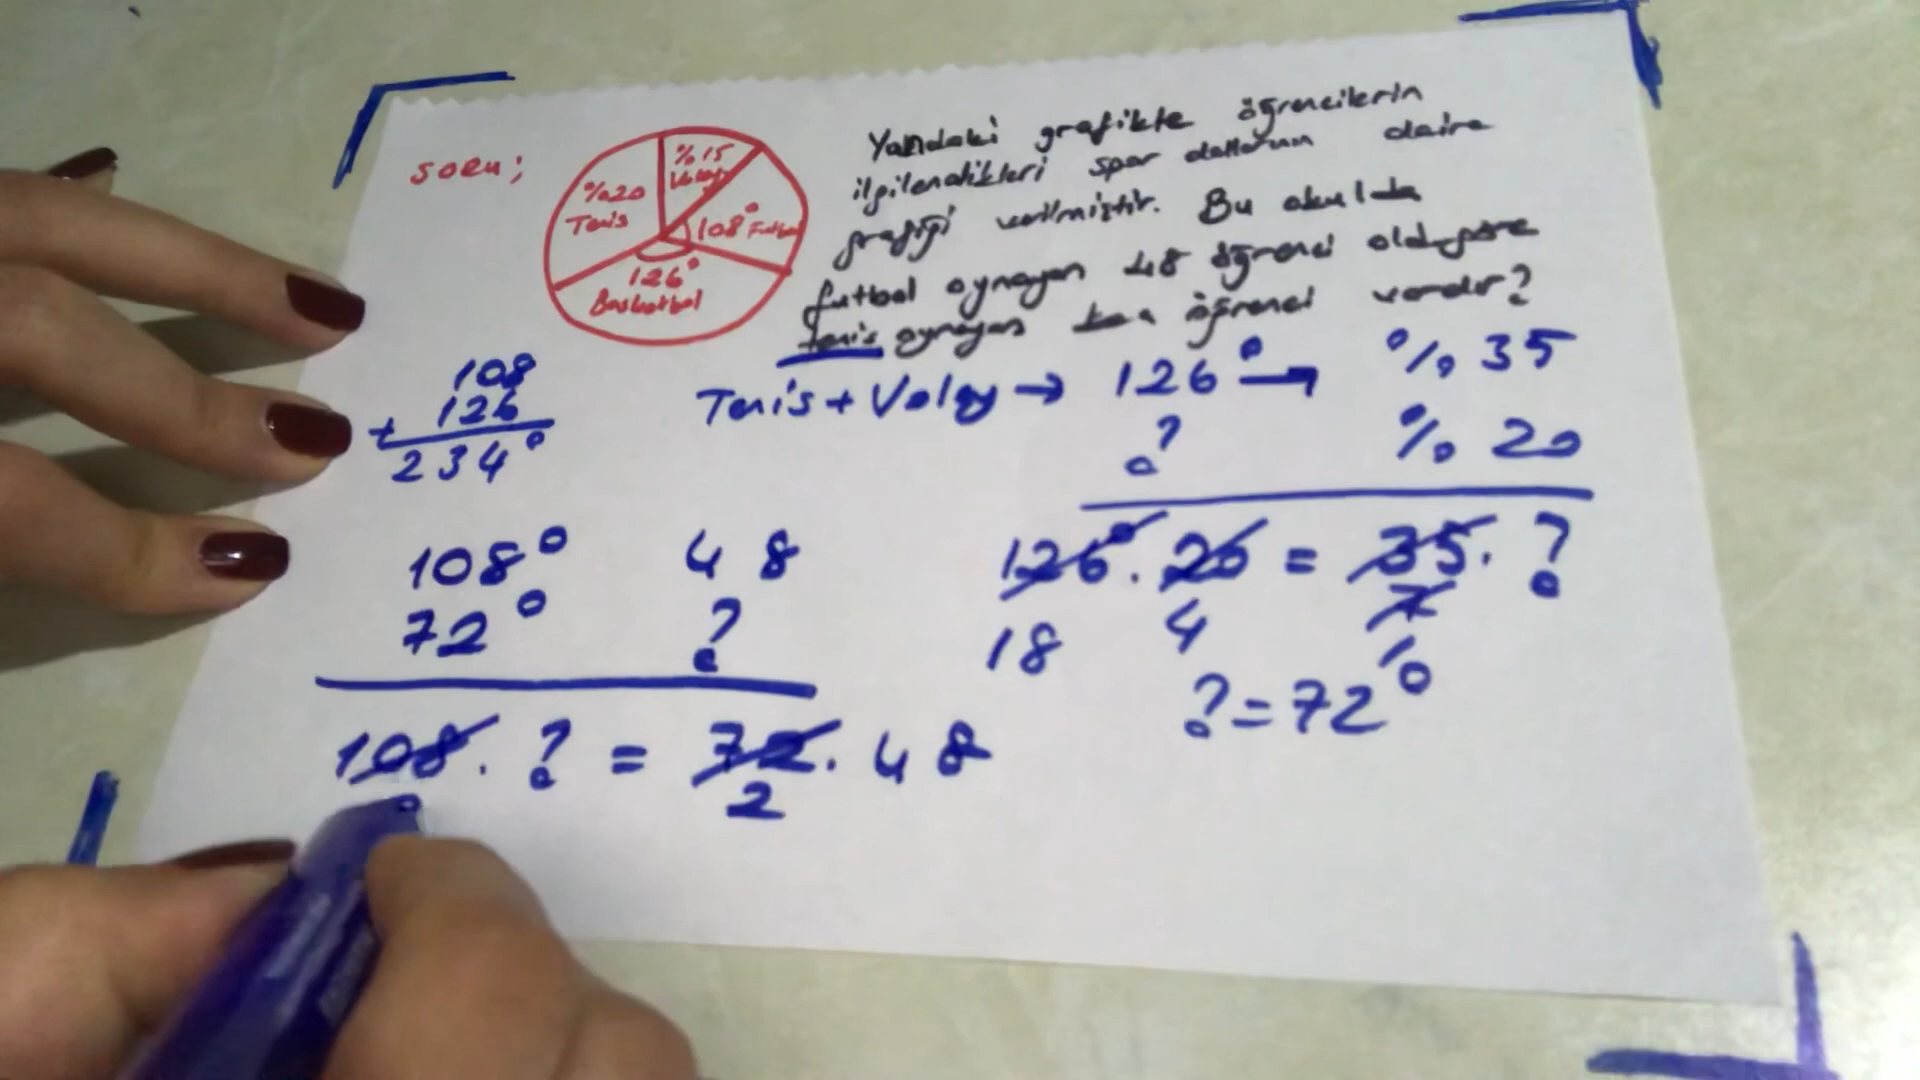 soru;
%20
Tenis
%15
Voley
108° Futbol
126°
Basketbol
Yandaki grafikte öğrencilerin
ilgilendikleri spor dallarının daire
grafiği verilmiştir. Bu okulda
futbol oynayan 48 öğrenci olduğuna göre
tenis oynayan kaç öğrenci vardır?
108
+ 126
234°
Tenis + Voley → 126° → %35
? %20
126° . 20 = 35 . ?
18 4 7
1
? = 72°
108° 48
72° ?
108 . ? = 72 . 48
2